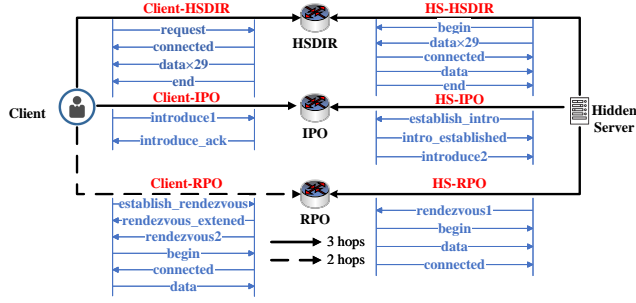 Client-HSDIR
HS-HSDIR
request
connected
data×29
end
HSDIR
begin
data×29
connected
data
end
Client
Client-IPO
HS-IPO
introduce1
introduce_ack
IPO
establish_intro
intro_established
introduce2
Hidden
Server
Client-RPO
HS-RPO
establish_rendezvous
rendezvous_extened
rendezvous2
begin
connected
data
RPO
3 hops
2 hops
rendezvous1
begin
data
connected